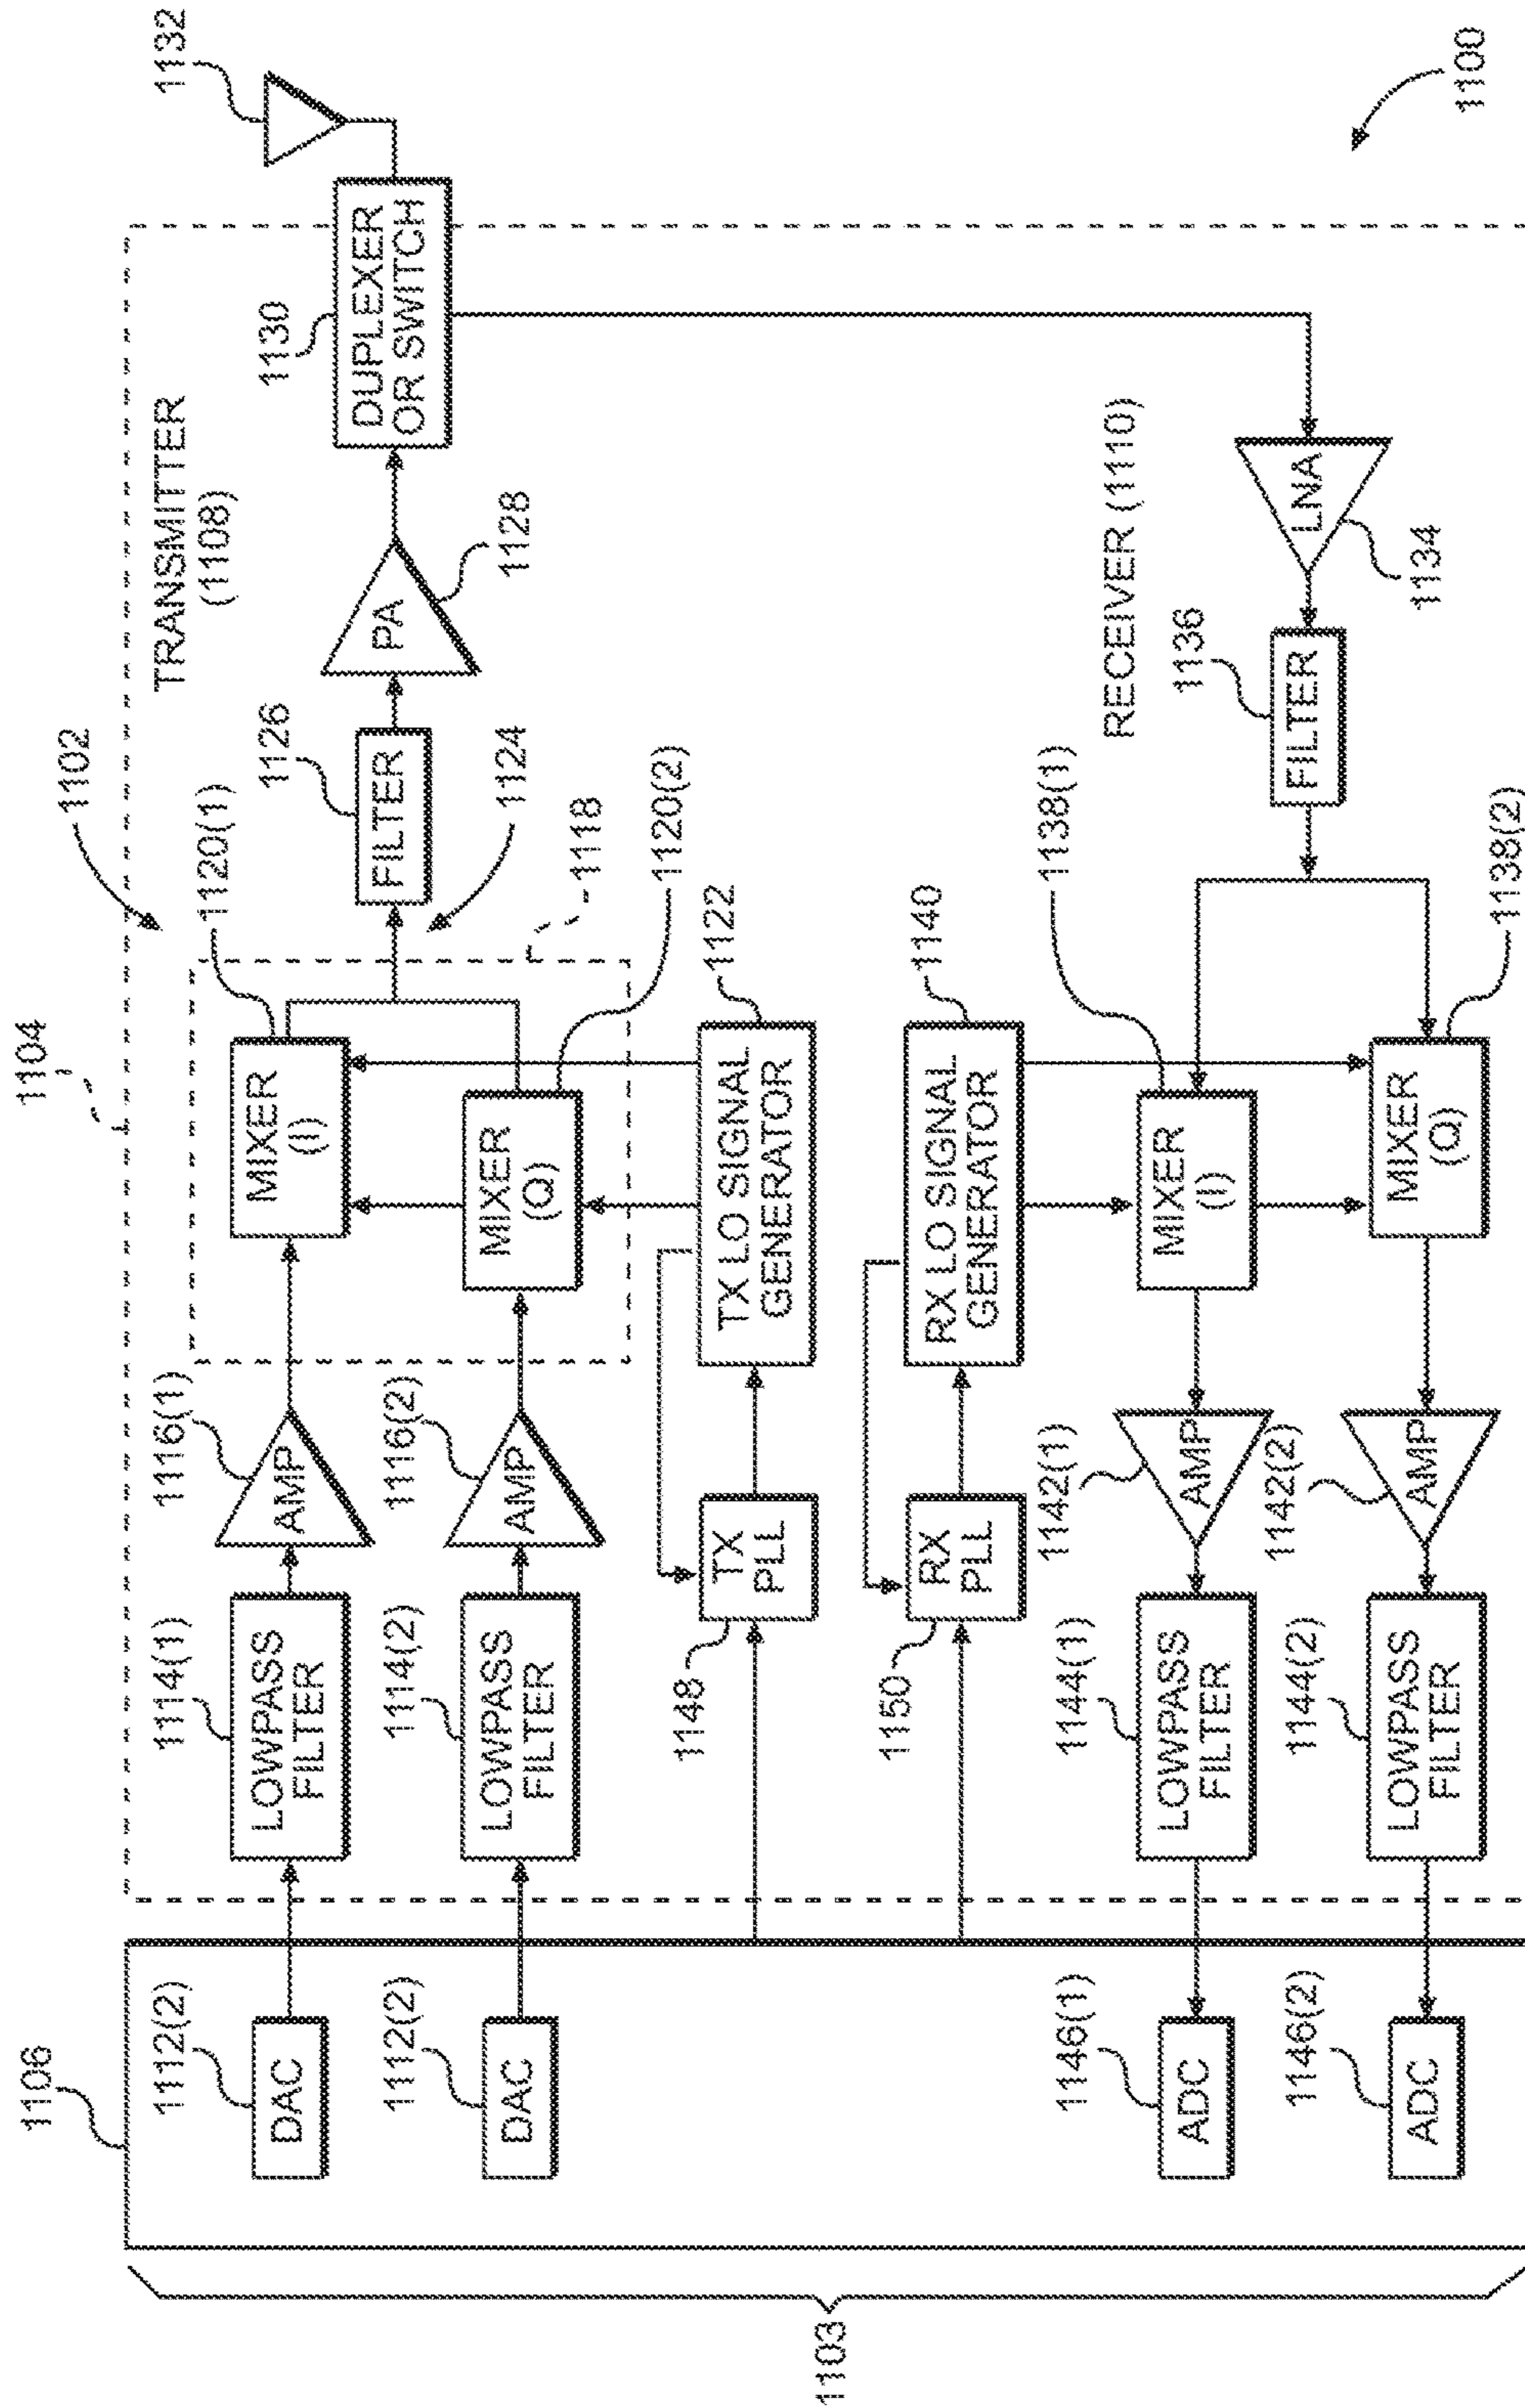 1106
1112(2)
DAC
1112(2)
DAC
1103
1114(1)
LOWPASS
FILTER
1114(2)
LOWPASS
FILTER
1116(1)
AMP
1116(2)
AMP
1104
1102
1120(1)
MIXER
(I)
MIXER
(Q)
1120(2)
1118
1124
1126
FILTER
TRANSMITTER
(1108)
PA
1128
1130
DUPLEXER
OR SWITCH
1132
1148
TX
PLL
TX LO SIGNAL
GENERATOR
1122
1150
RX
PLL
RX LO SIGNAL
GENERATOR
1140
RECEIVER (1110)
LNA
1134
1136
FILTER
1138(1)
MIXER
(I)
MIXER
(Q)
1138(2)
1142(1)
AMP
1142(2)
AMP
1144(1)
LOWPASS
FILTER
1144(2)
LOWPASS
FILTER
1146(1)
ADC
1146(2)
ADC
1100